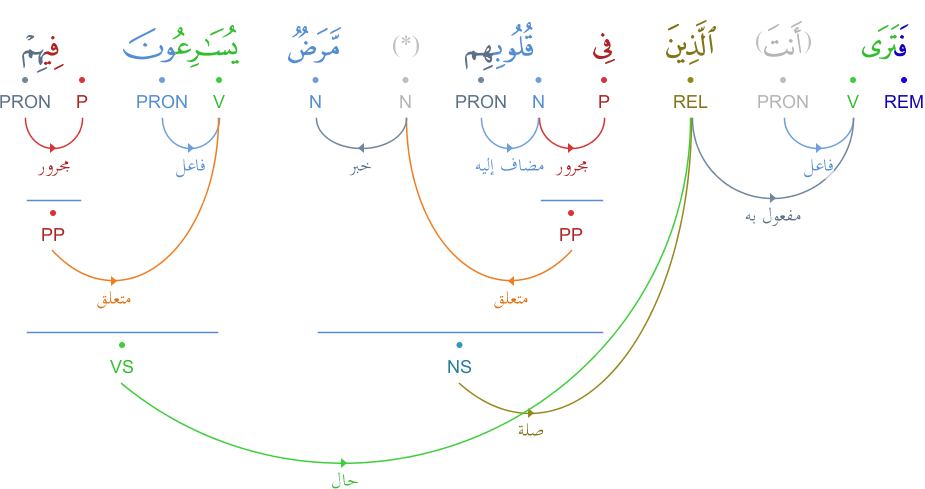 فَتَرَى (أَنتَ) ٱلَّذِينَ فِى قُلُوبِهِم (*) مَّرَضٌ يُسَـٰرِعُونَ فِيهِمْ
REM V PRON REL P N PRON N N V PRON P PRON
فاعل مجرور مضاف إليه خبر فاعل مجرور
مفعول به
PP PP
متعلق متعلق
NS VS
صلة
حال